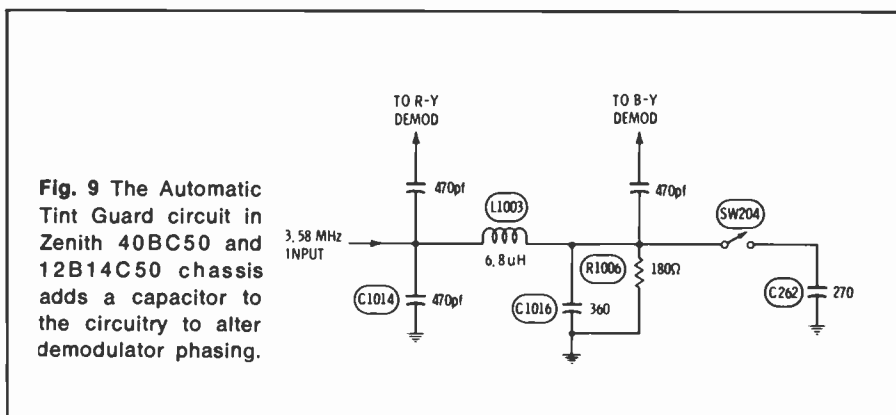 Fig. 9 The Automatic
Tint Guard circuit in
Zenith 40BC50 and
12B14C50 chassis
adds a capacitor to
the circuitry to alter
demodulator phasing.
TO R-Y
DEMOD
TO B-Y
DEMOD
470pf
470pf
L1003
SW204
3.58 MHz
INPUT
6.8uH
R1006
180Ω
C1014
470pf
C1016
360
C262
270